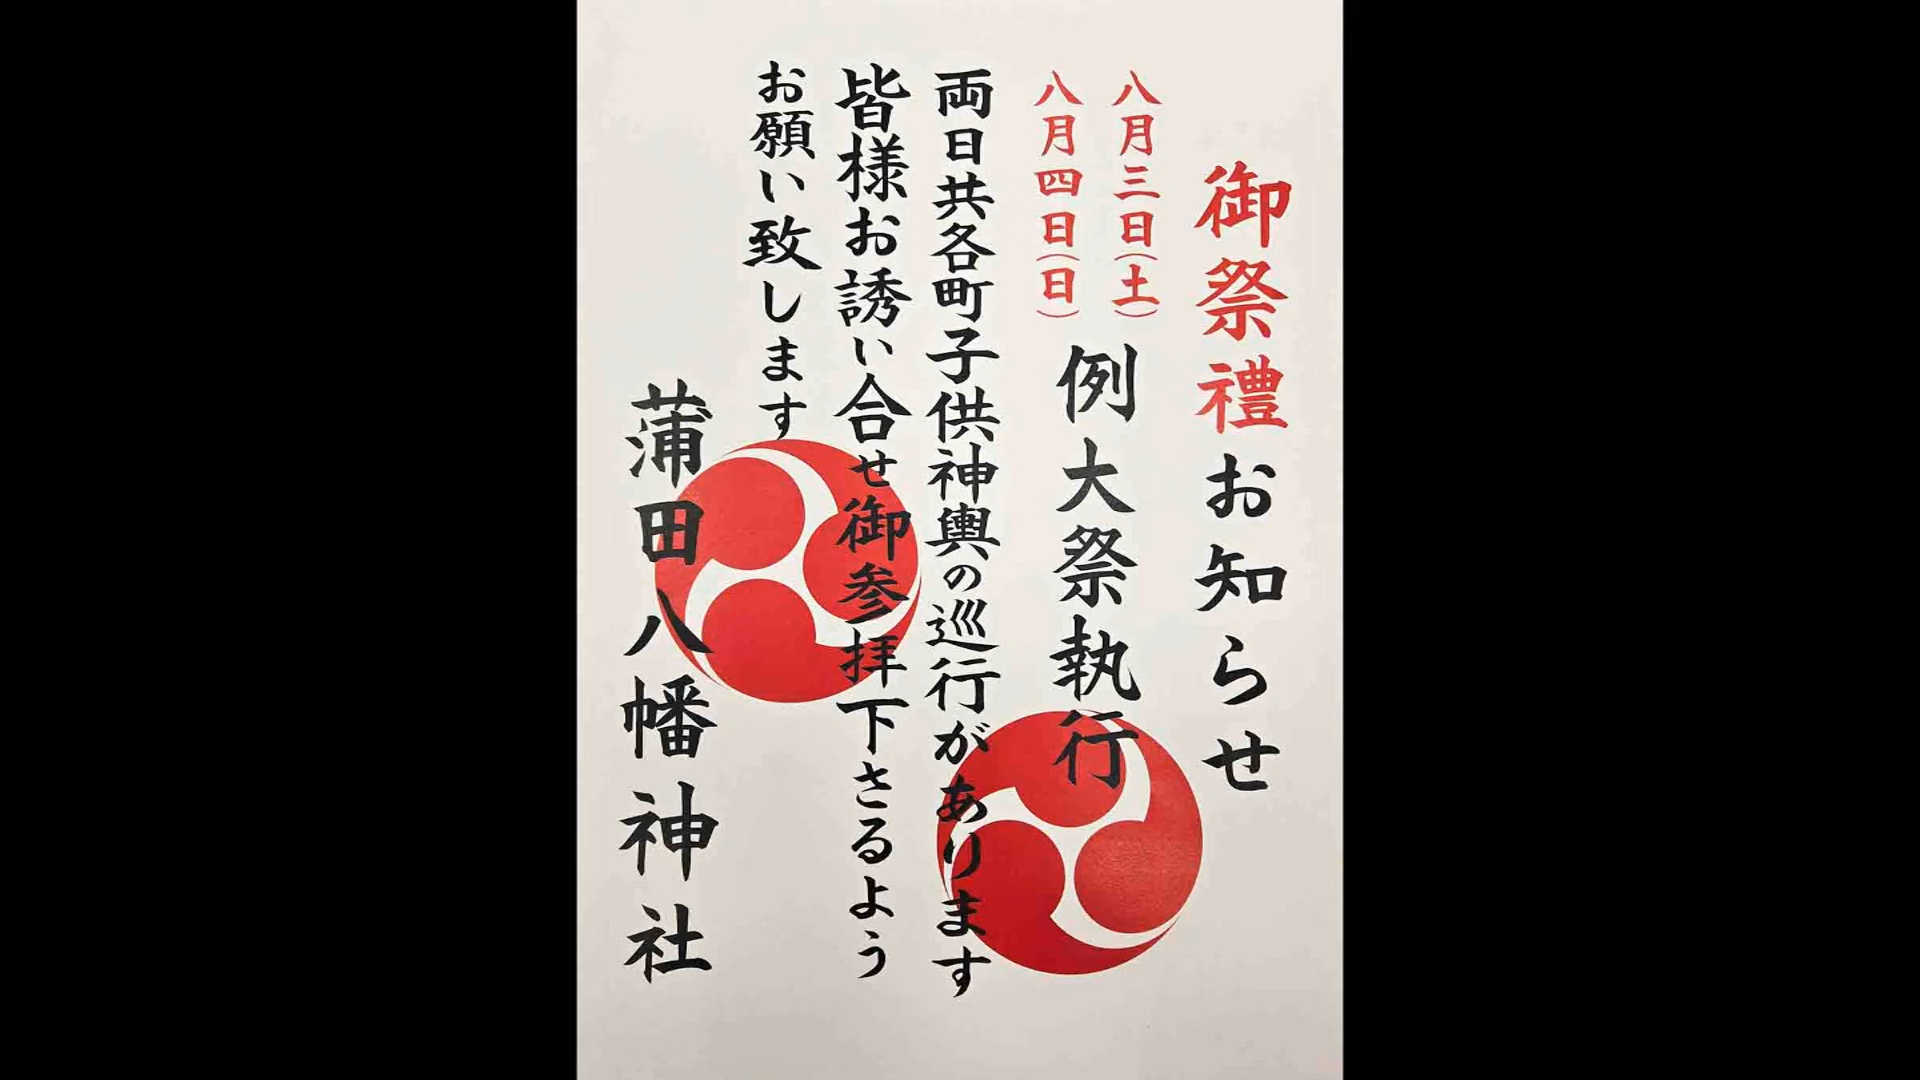 御祭禮お知らせ
八月三日(土)
八月四日(日)
例大祭執行
両日共各町子供神輿の巡行があります
皆様お誘い合せ御参拝下さるよう
お願い致します
蒲田八幡神社